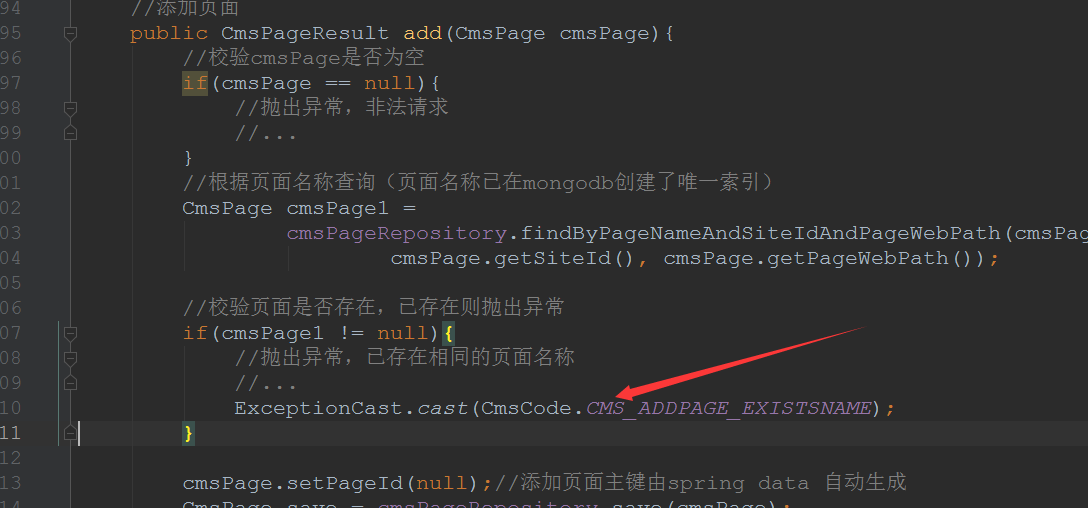 94 //添加页面
95 public CmsPageResult add(CmsPage cmsPage){
96 //校验cmsPage是否为空
97 if(cmsPage == null){
98 //抛出异常，非法请求
99 //...
00 }
01 //根据页面名称查询（页面名称已在mongodb创建了唯一索引）
02 CmsPage cmsPage1 =
03 cmsPageRepository.findByPageNameAndSiteIdAndPageWebPath(cmsPag
04 cmsPage.getSiteId(), cmsPage.getPageWebPath());
05
06 //校验页面是否存在，已存在则抛出异常
07 if(cmsPage1 != null){
08 //抛出异常，已存在相同的页面名称
09 //...
10 ExceptionCast.cast(CmsCode.CMS_ADDPAGE_EXISTSNAME);
11 }
12
13 cmsPage.setPageId(null);//添加页面主键由spring data 自动生成
14 CmsPage save = cmsPageRepository.save(cmsPage);